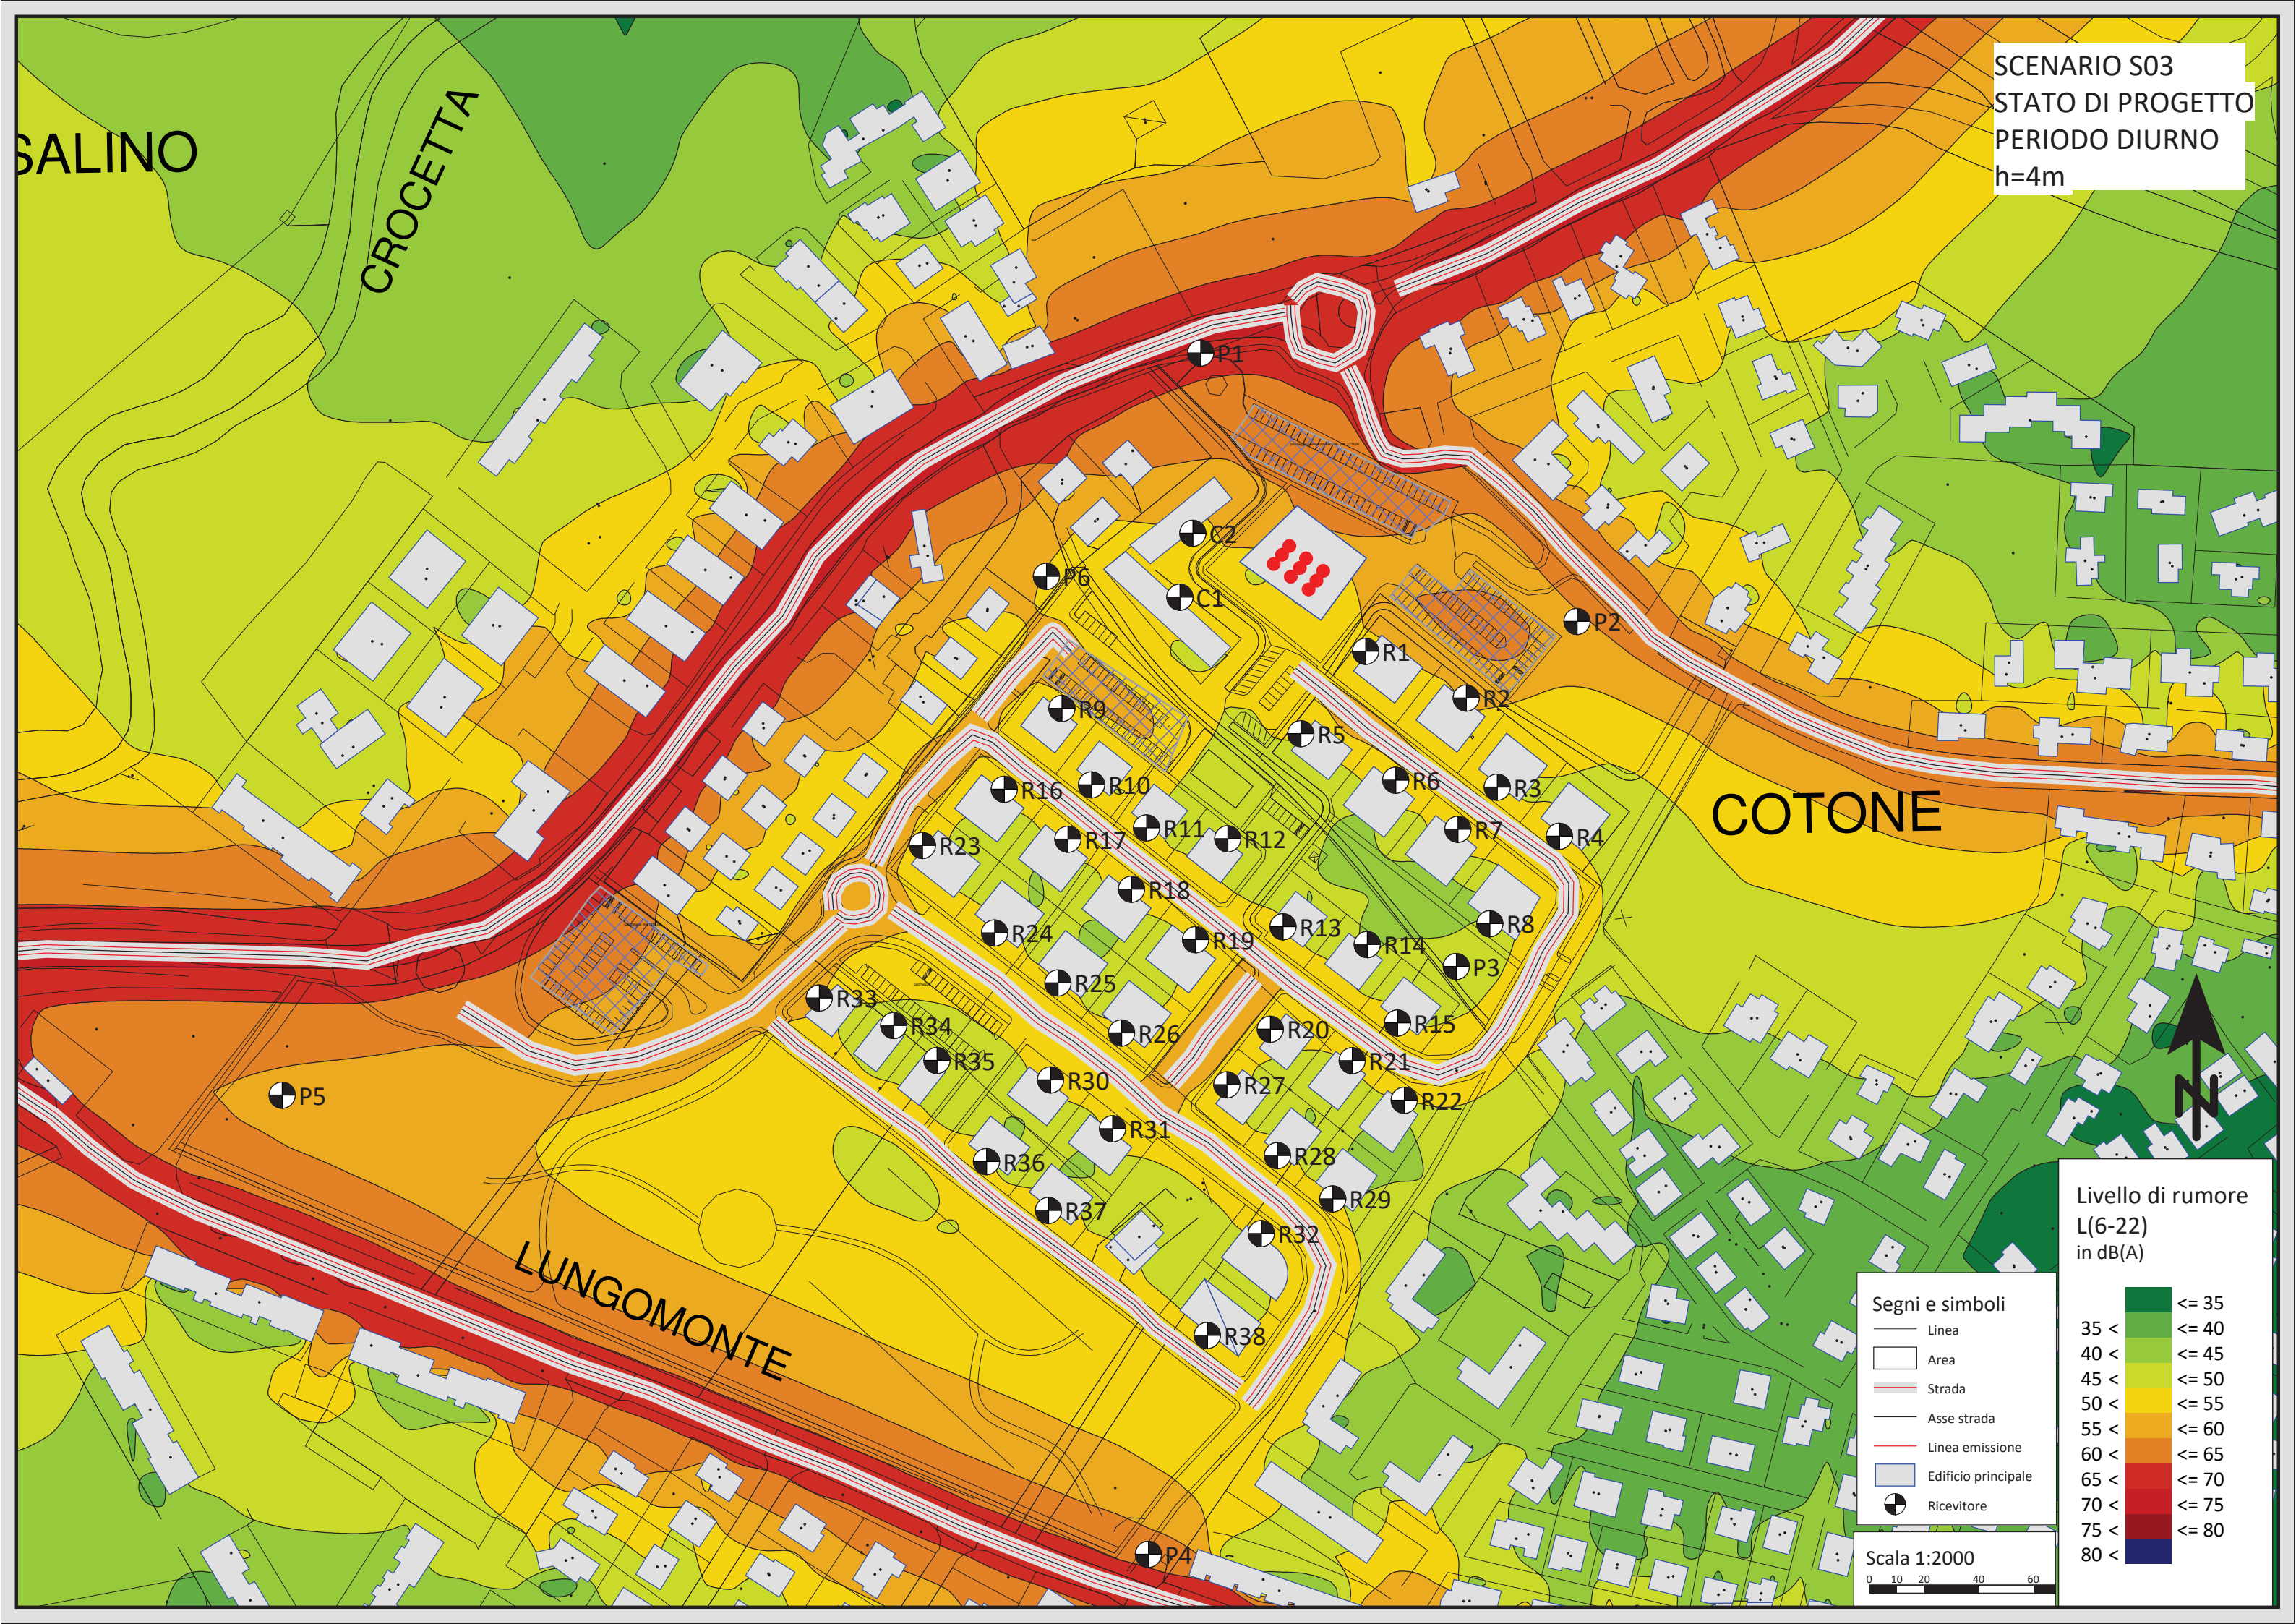 SCENARIO S03
STATO DI PROGETTO
PERIODO DIURNO
h=4m
SALINO
CROCETTA
P1
C2
P6
C1
P2
R1
R2
R9
R5
R10
R16
R6
R3
R11
R17
R12
R7
R4
COTONE
R23
R18
R24
R19
R13
R14
R8
P3
R25
R33
R34
R26
R20
R15
R35
R21
P5
R30
R27
R22
R31
R28
R36
R29
R37
R32
LUNGOMONTE
R38
P4
N
Livello di rumore
L(6-22)
in dB(A)
<= 35
35 < <= 40
40 < <= 45
45 < <= 50
50 < <= 55
55 < <= 60
60 < <= 65
65 < <= 70
70 < <= 75
75 < <= 80
80 <
Segni e simboli
Linea
Area
Strada
Asse strada
Linea emissione
Edificio principale
Ricevitore
Scala 1:2000
0 10 20 40 60